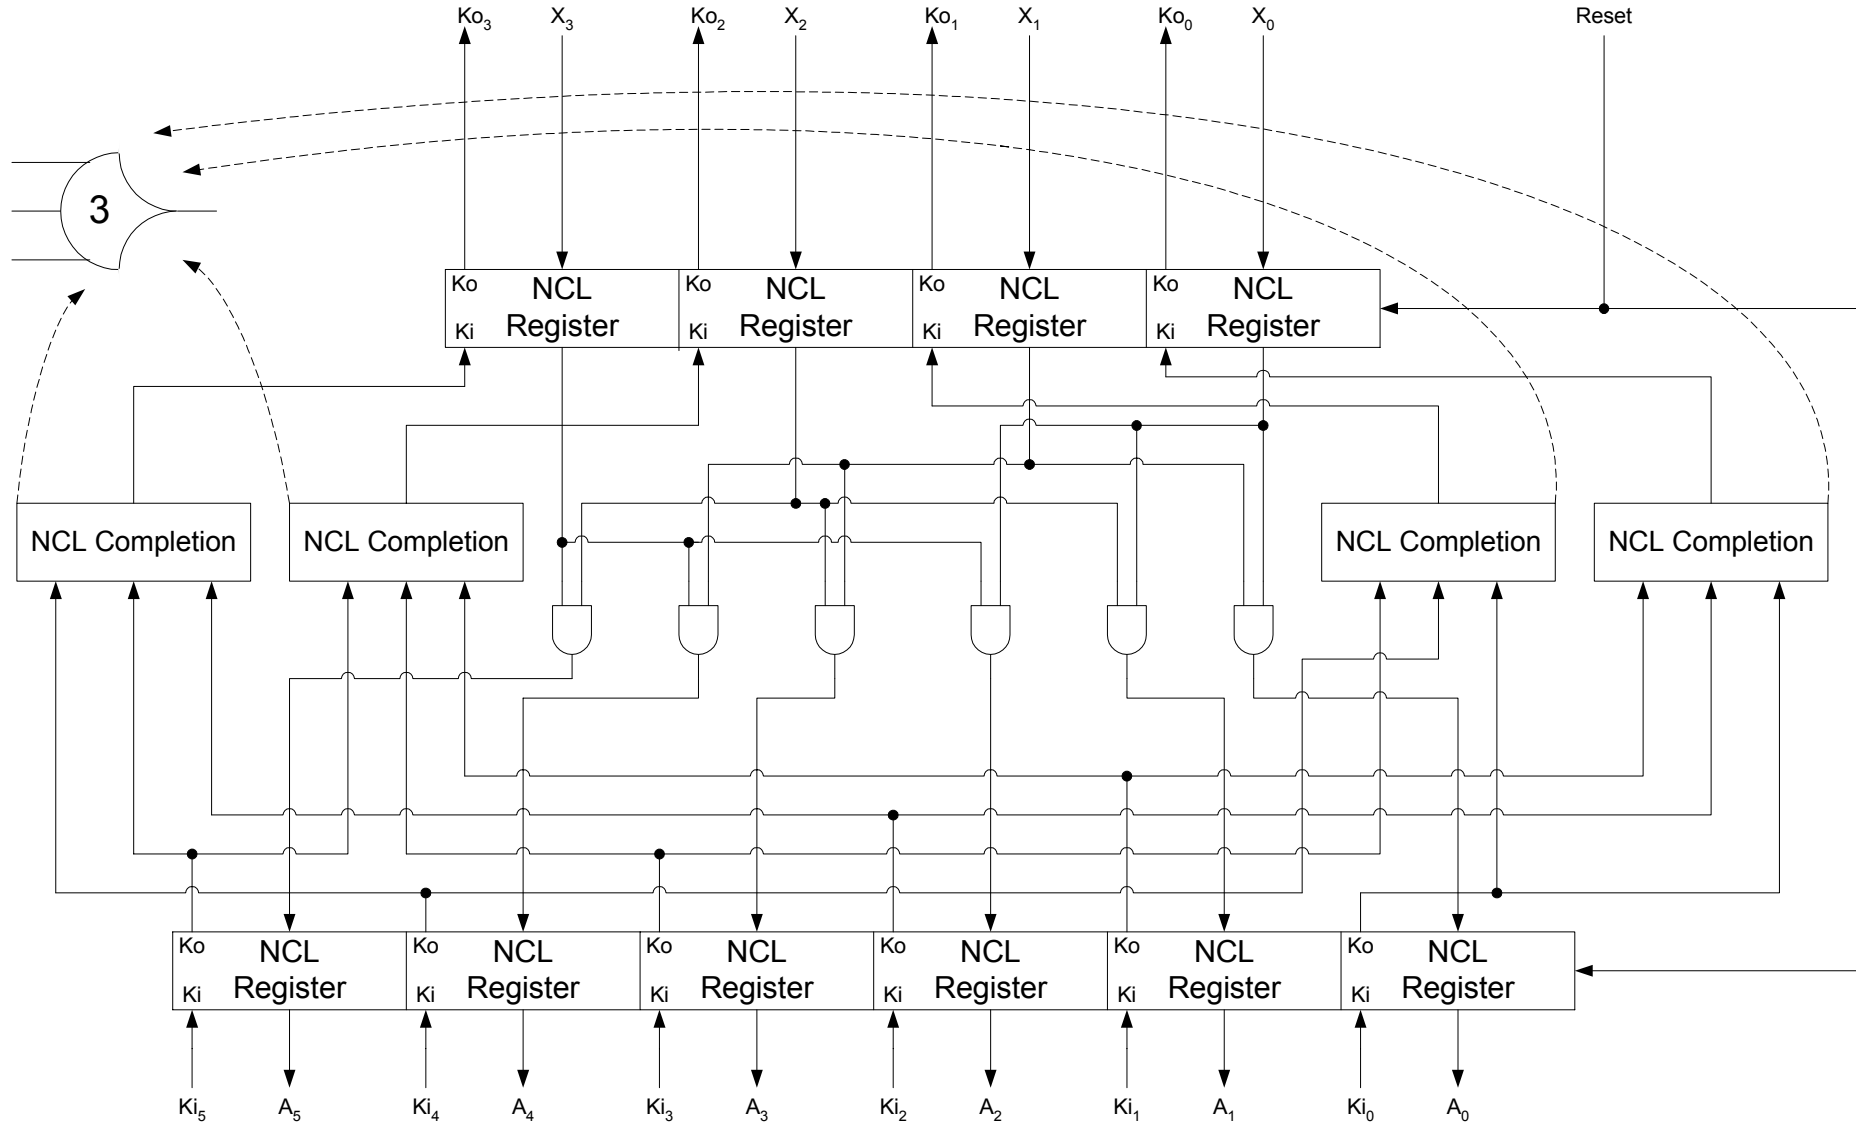 Ko3 X3 Ko2 X2 Ko1 X1 Ko0 X0 Reset
3
Ko NCL Ko NCL Ko NCL Ko NCL
Ki Register Ki Register Ki Register Ki Register
NCL Completion NCL Completion NCL Completion NCL Completion
Ko NCL Ko NCL Ko NCL Ko NCL Ko NCL Ko NCL
Ki Register Ki Register Ki Register Ki Register Ki Register Ki Register
Ki5 A5 Ki4 A4 Ki3 A3 Ki2 A2 Ki1 A1 Ki0 A0